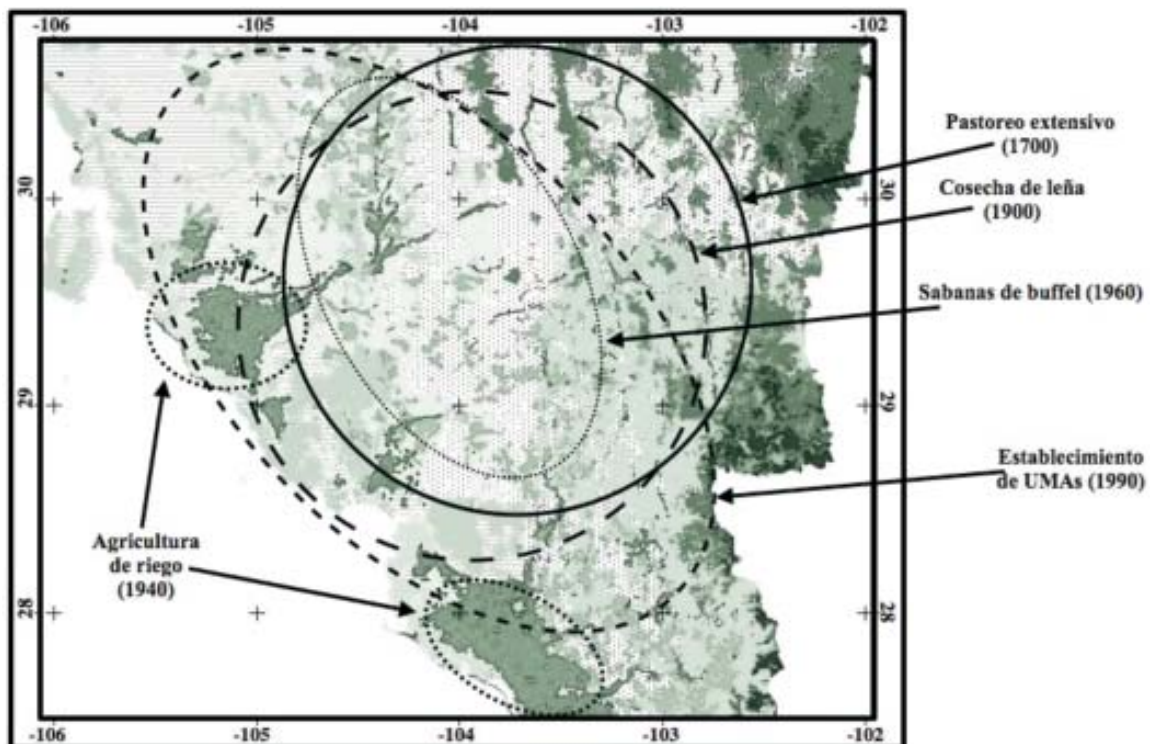 -106 -105 -104 -103 -102
Pastoreo extensivo
(1700)
30 30
Cosecha de leña
(1900)
Sabanas de buffel (1960)
29 29
Establecimiento
de UMAs (1990)
Agricultura
de riego
(1940)
28 28
-106 -105 -104 -103 -102